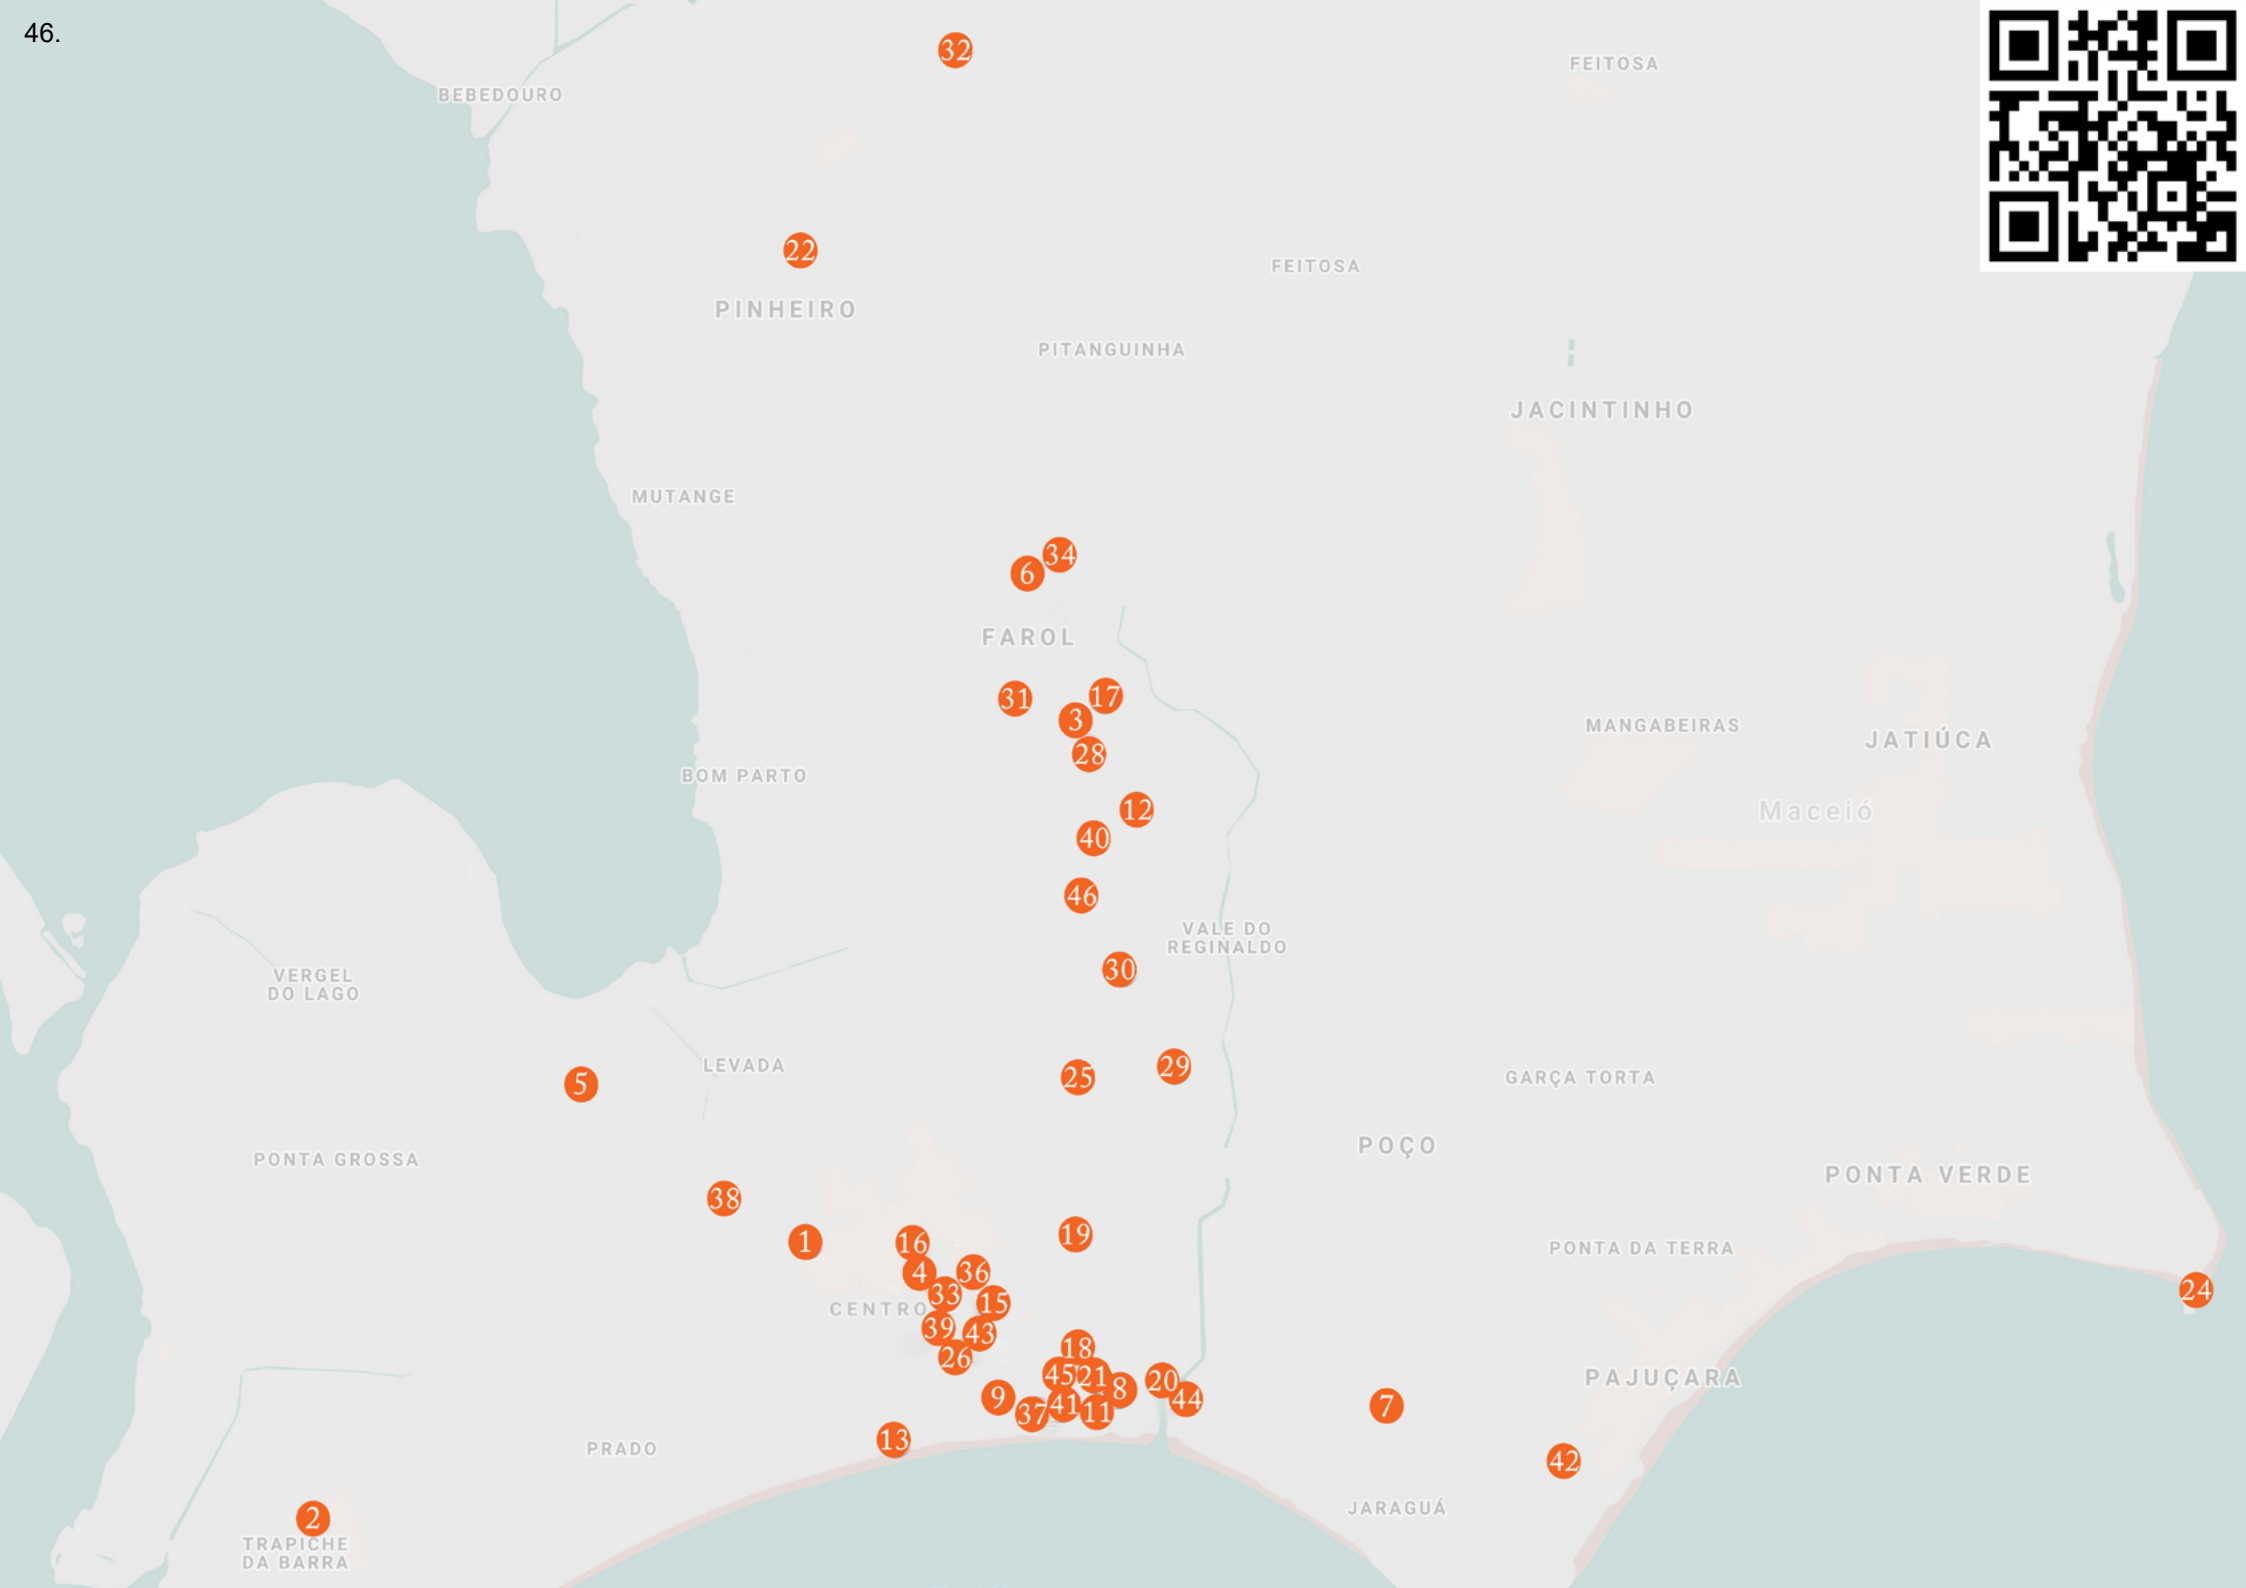 46.
32
FEITOSA
BEBEDOURO
22
FEITOSA
PINHEIRO
PITANGUINHA
JACINTINHO
MUTANGE
34
6
FAROL
31
17
3
28
MANGABEIRAS
JATIÚCA
BOM PARTO
12
Maceió
40
46
VALE DO
REGINALDO
30
VERGEL
DO LAGO
LEVADA
25
29
5
GARÇA TORTA
POÇO
PONTA GROSSA
PONTA VERDE
38
1
16
19
PONTA DA TERRA
4
36
33
15
24
CENTRO
39
43
18
26
45
21
8
20
44
PAJUÇARA
9
37
41
11
7
13
PRADO
42
JARAGUÁ
2
TRAPICHE
DA BARRA